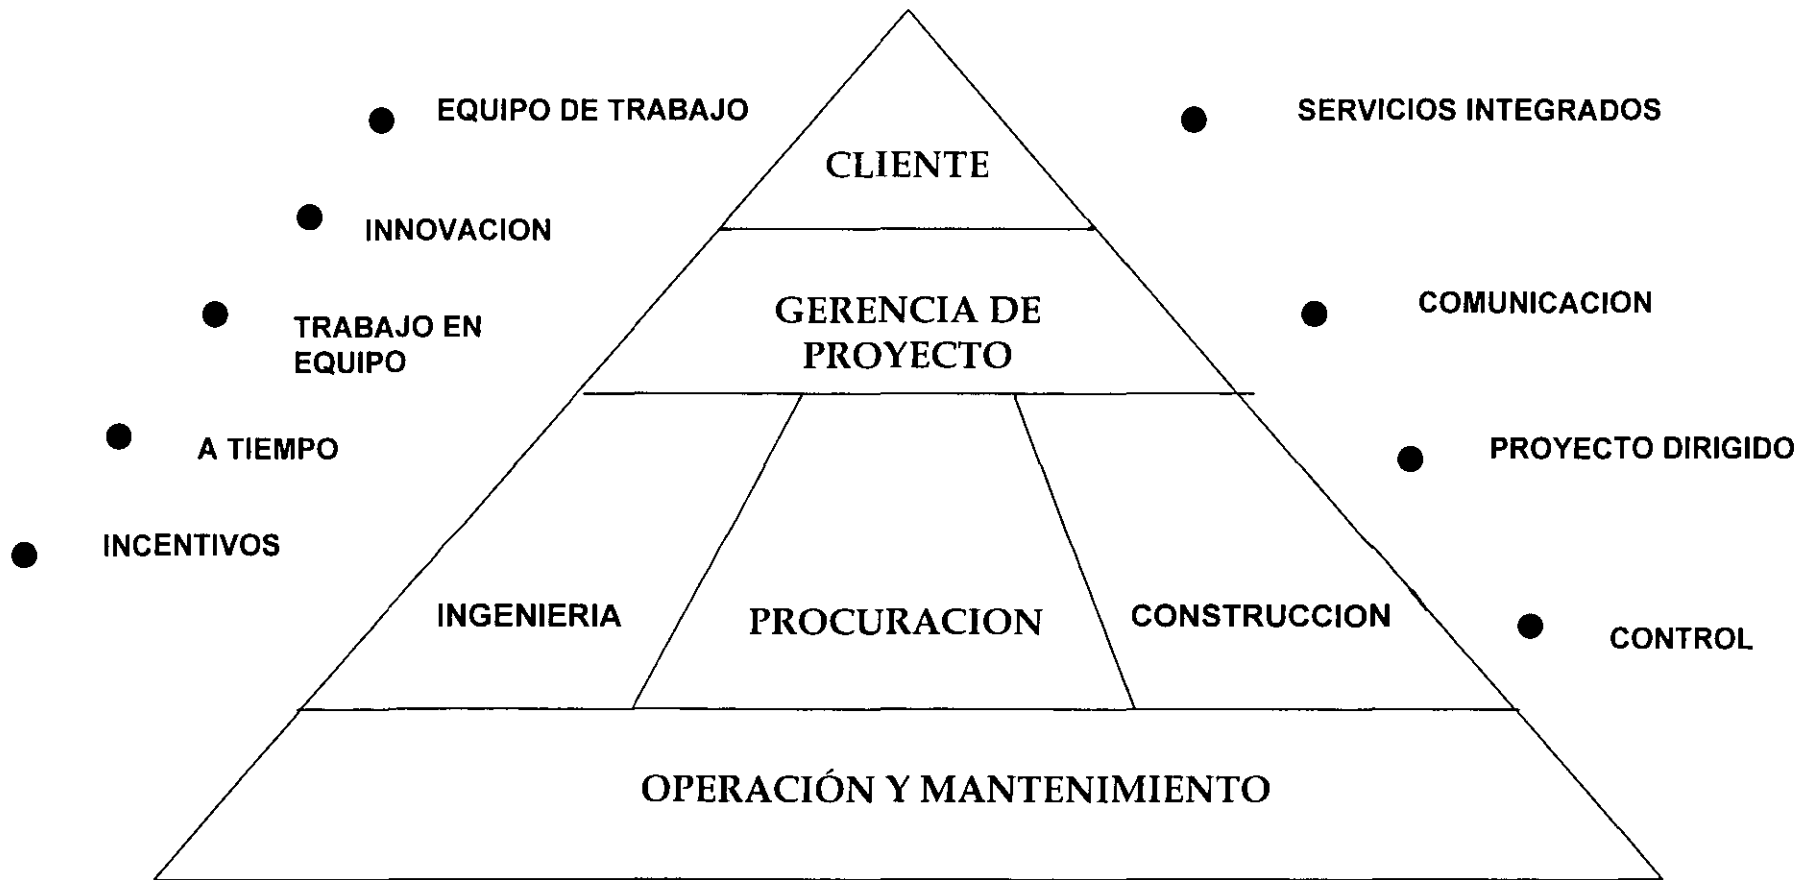 EQUIPO DE TRABAJO
SERVICIOS INTEGRADOS
CLIENTE
INNOVACION
GERENCIA DE
PROYECTO
COMUNICACION
TRABAJO EN
EQUIPO
A TIEMPO
PROYECTO DIRIGIDO
INCENTIVOS
INGENIERIA
PROCURACION
CONSTRUCCION
CONTROL
OPERACIÓN Y MANTENIMIENTO